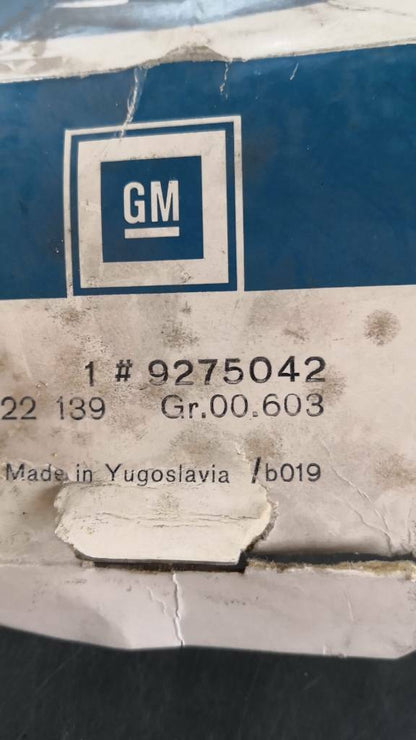 GM
1 # 9275042
22 139 Gr.00.603
Made in Yugoslavia /b019